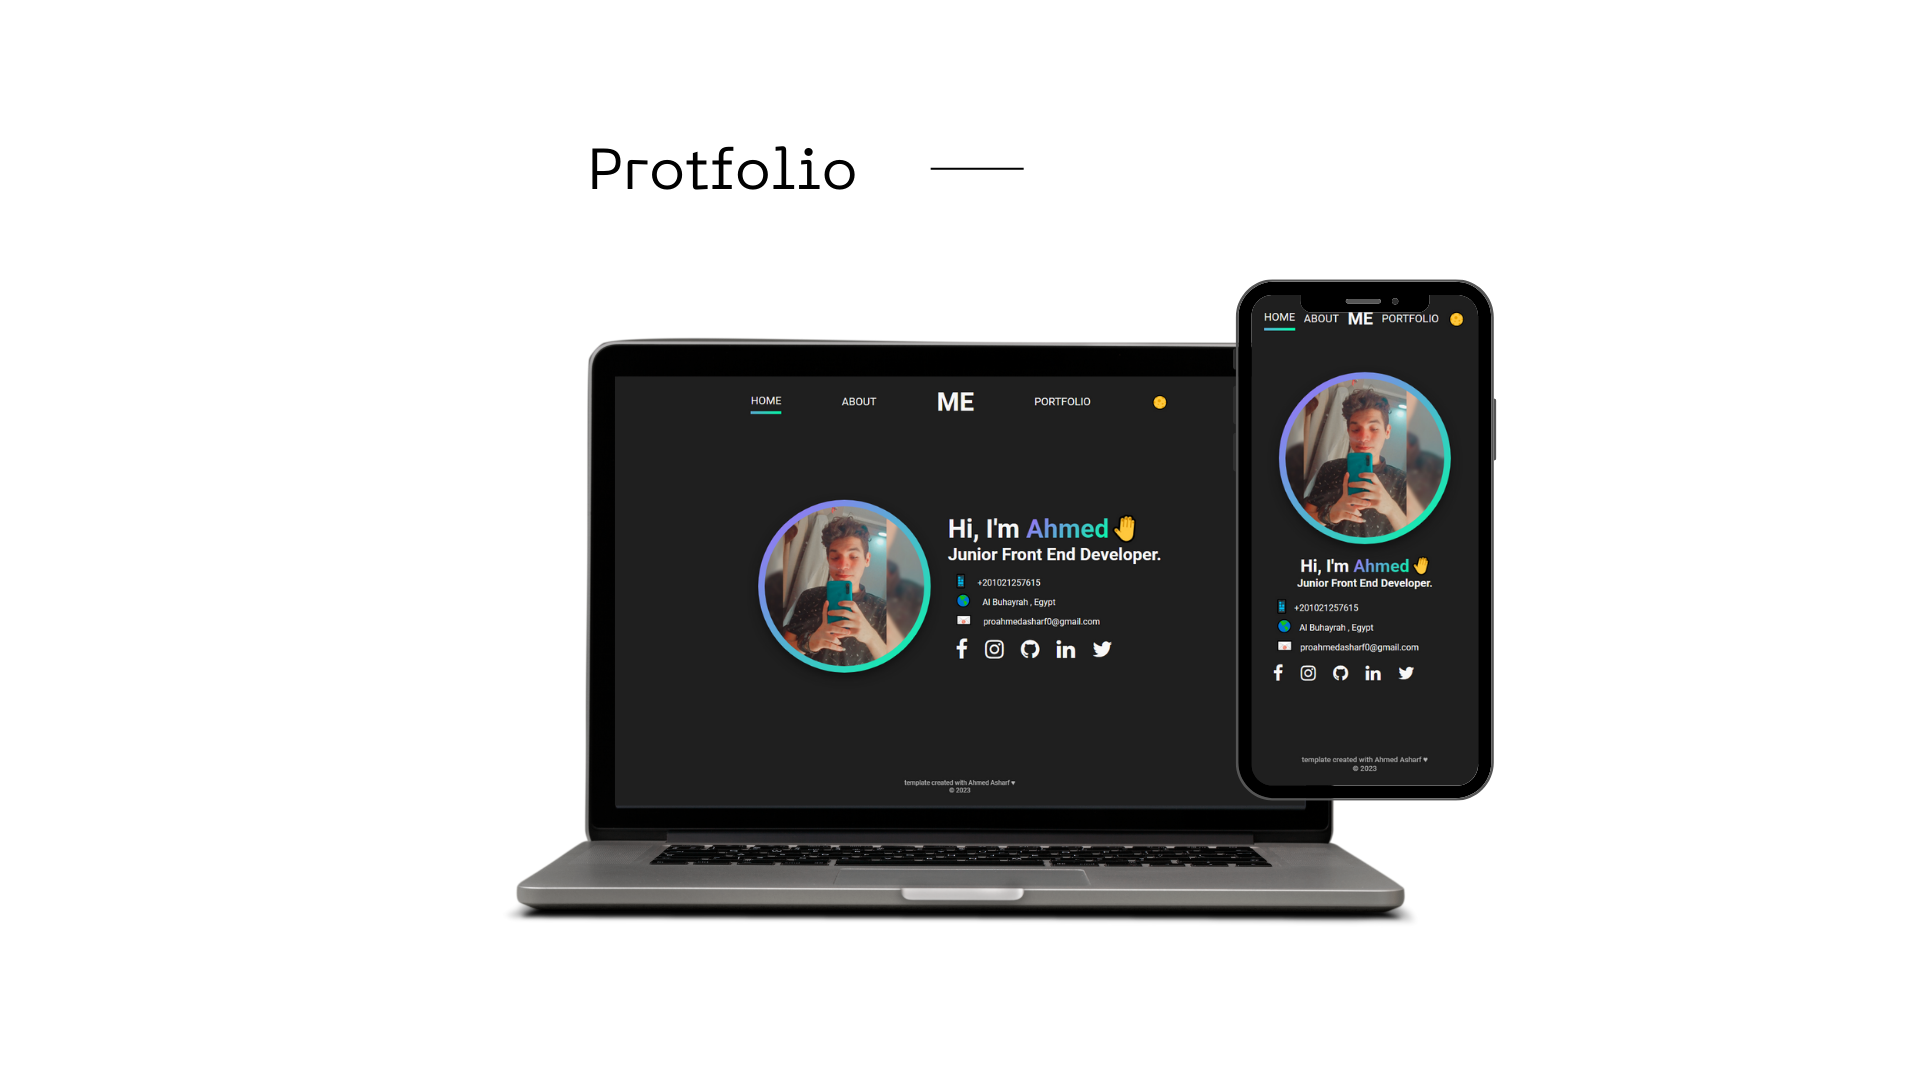 Protfolio
HOME ABOUT ME PORTFOLIO
Hi, I'm Ahmed🤚
Junior Front End Developer.
+201021257615
Al Buhayrah , Egypt
proahmedasharf0@gmail.com
template created with Ahmed Asharf ♥
© 2023
HOME ABOUT ME PORTFOLIO
Hi, I'm Ahmed🤚
Junior Front End Developer.
+201021257615
Al Buhayrah , Egypt
proahmedasharf0@gmail.com
template created with Ahmed Asharf ♥
© 2023